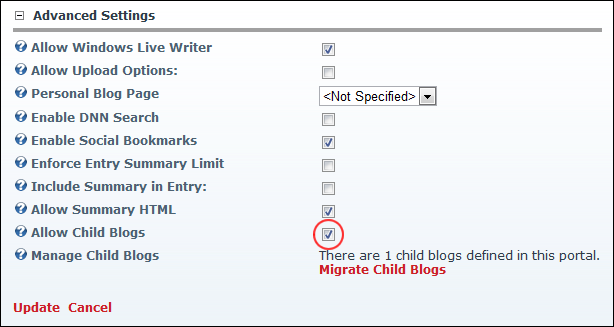 Advanced Settings
Allow Windows Live Writer
Allow Upload Options:
Personal Blog Page <Not Specified>
Enable DNN Search
Enable Social Bookmarks
Enforce Entry Summary Limit
Include Summary in Entry:
Allow Summary HTML
Allow Child Blogs
Manage Child Blogs There are 1 child blogs defined in this portal.
Migrate Child Blogs
Update Cancel